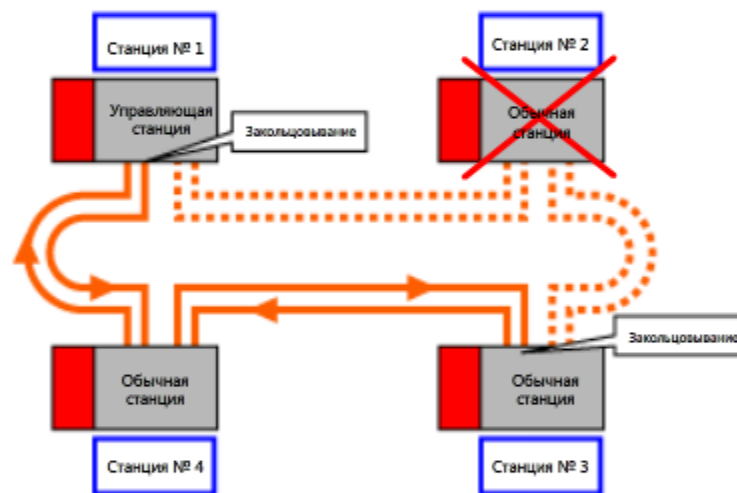 Станция № 1
Станция № 2
Управляющая
станция
Закольцовывание
Обычная
станция
Обычная
станция
Обычная
станция
Закольцовывание
Станция № 4
Станция № 3